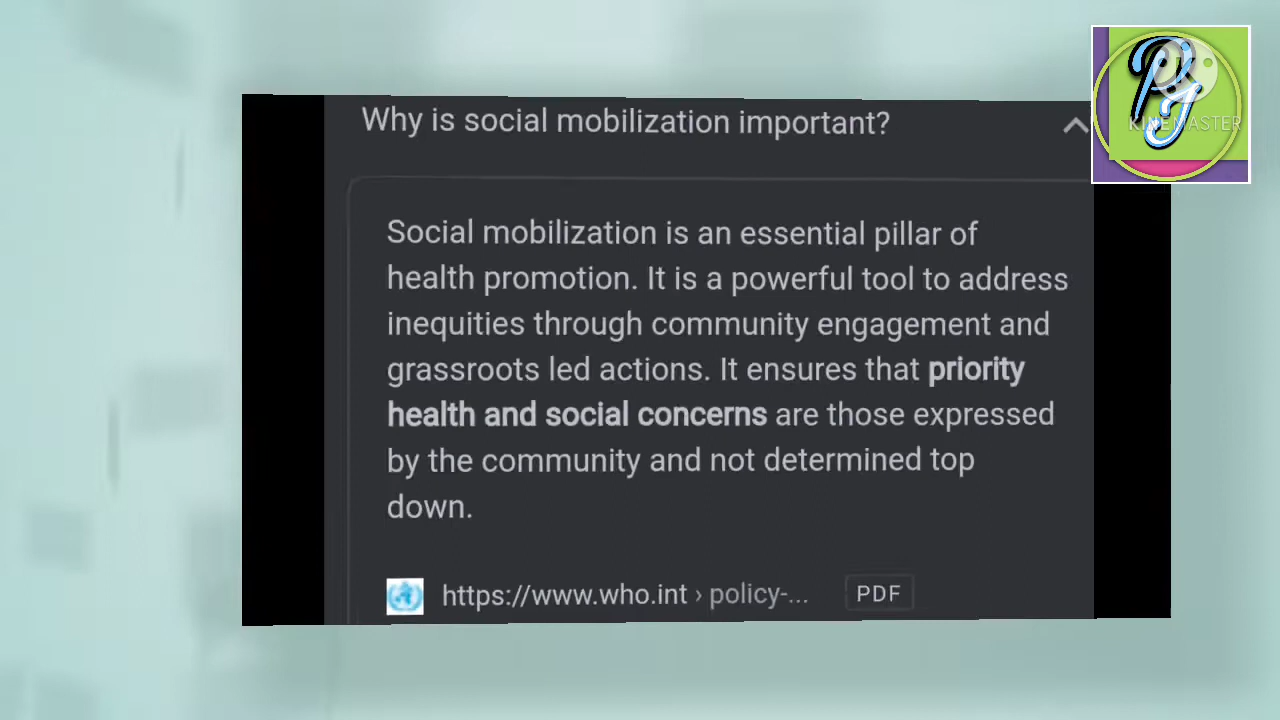 Why is social mobilization important?
Social mobilization is an essential pillar of
health promotion. It is a powerful tool to address
inequities through community engagement and
grassroots led actions. It ensures that priority
health and social concerns are those expressed
by the community and not determined top
down.
https://www.who.int › policy-...
PDF
KINEMASTER